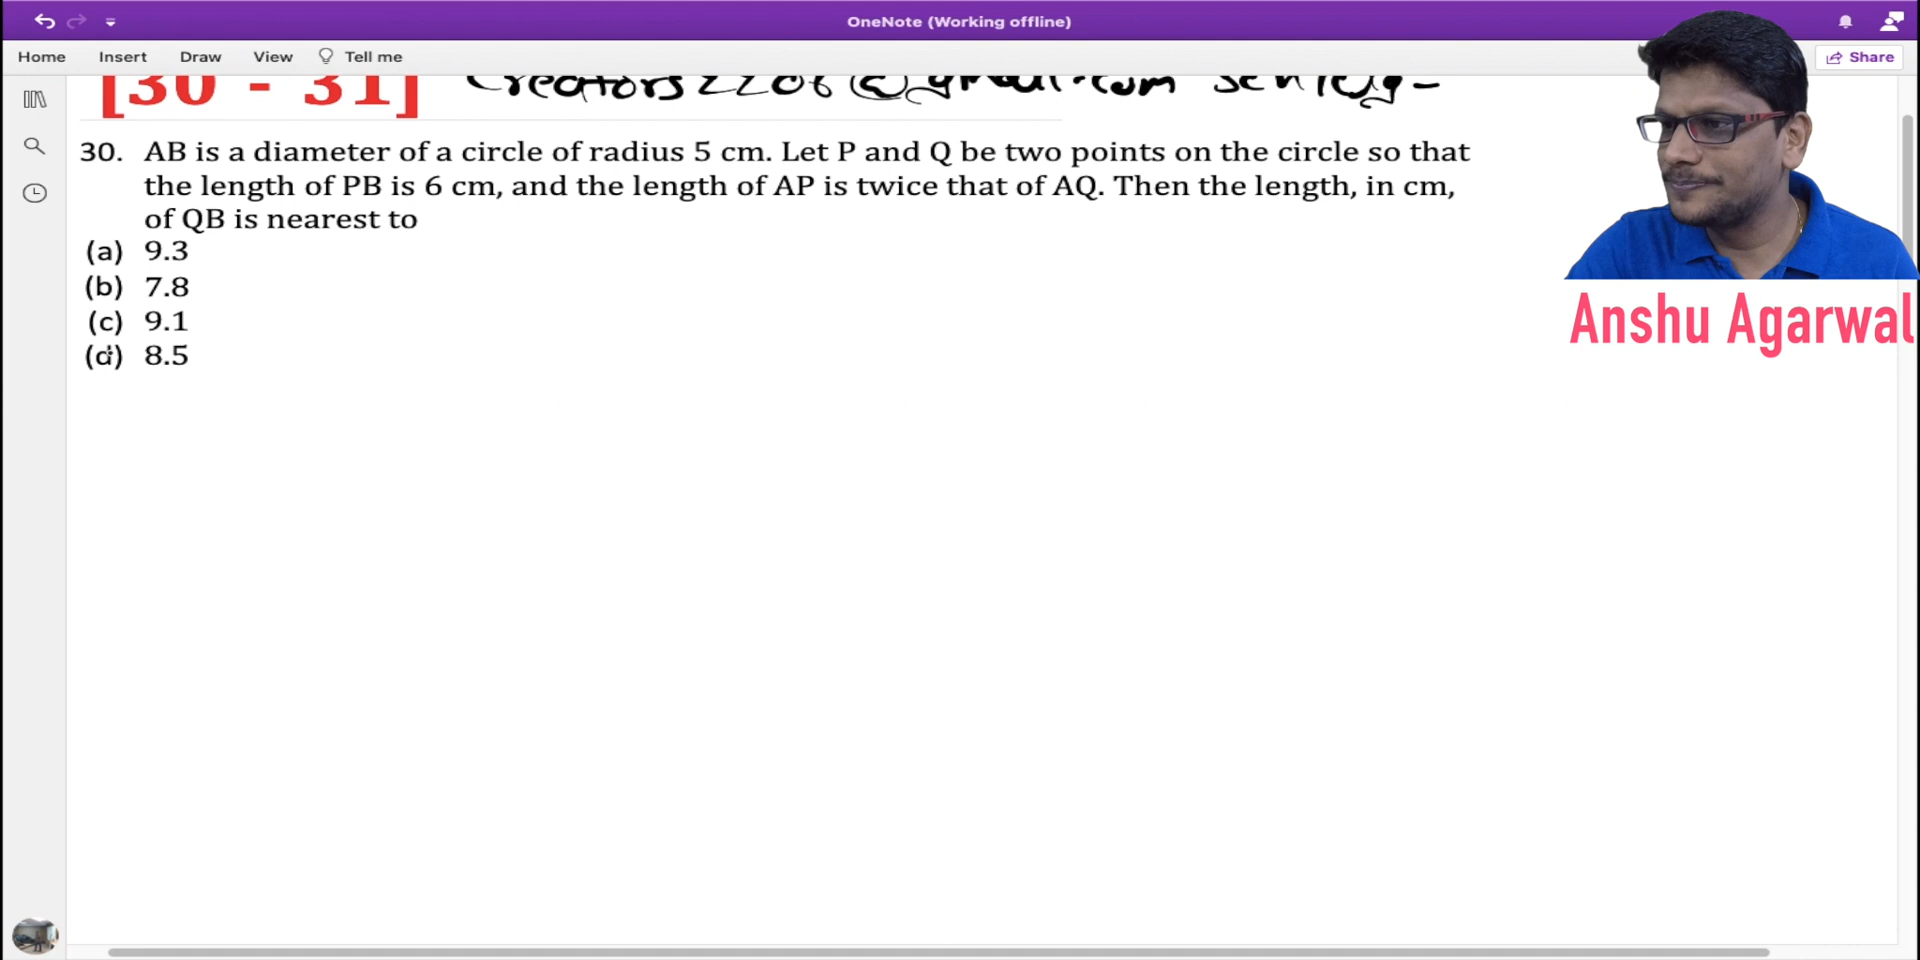 OneNote (Working offline)
Home Insert Draw View Tell me Share
[30 - 31]
30. AB is a diameter of a circle of radius 5 cm. Let P and Q be two points on the circle so that
the length of PB is 6 cm, and the length of AP is twice that of AQ. Then the length, in cm,
of QB is nearest to
(a) 9.3
(b) 7.8
(c) 9.1
(d) 8.5
Anshu Agarwal